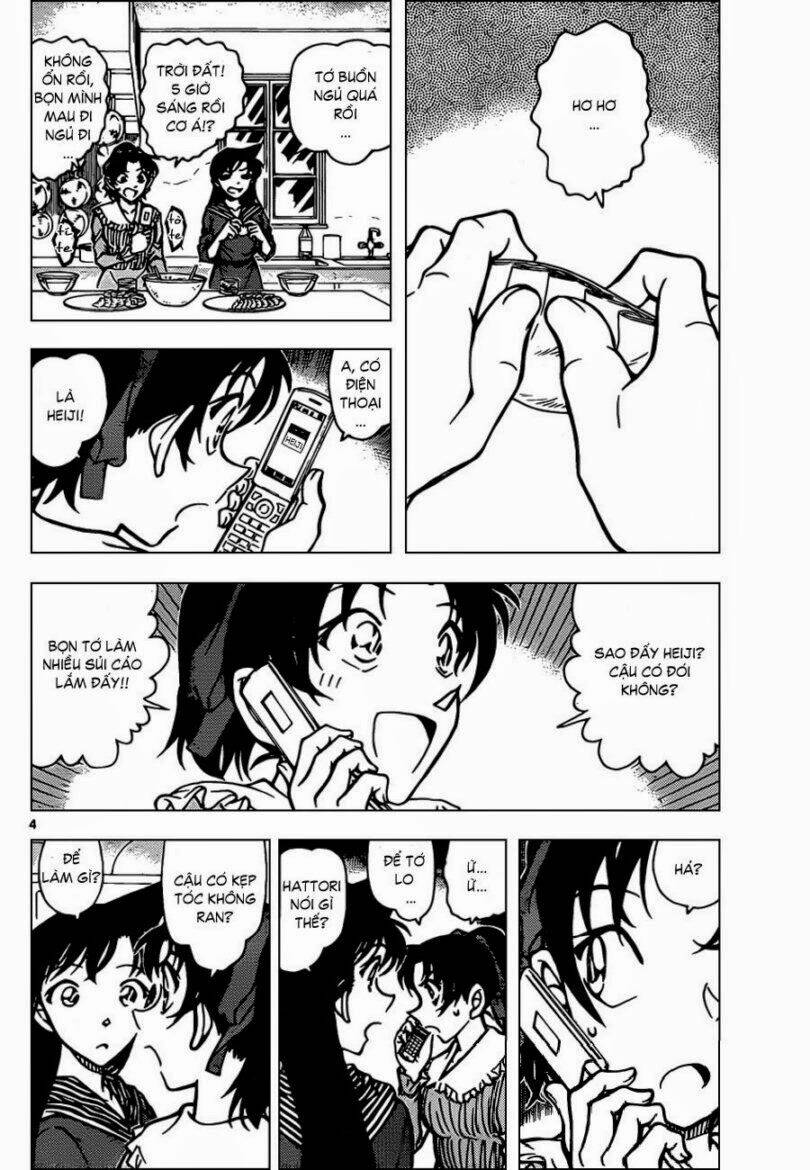 HƠ HƠ
...
TỚ BUỒN
NGỦ QUÁ
RỒI
...
TRỜI ĐẤT!
5 GIỜ
SÁNG RỒI
CƠ Á!?
KHÔNG
ỔN RỒI,
BỌN MÌNH
MAU ĐI
NGỦ ĐI
...
A, CÓ
ĐIỆN
THOẠI
...
HEIJI
LÀ
HEIJI!
SAO ĐẤY HEIJI?
CẬU CÓ ĐÓI
KHÔNG?
BỌN TỚ LÀM
NHIỀU SỦI CẢO
LẮM ĐẤY!!
4
HẢ?
Ừ...
Ừ...
ĐỂ TỚ
LO
...
HATTORI
NÓI GÌ
THẾ?
CẬU CÓ KẸP
TÓC KHÔNG
RAN?
ĐỂ
LÀM GÌ?